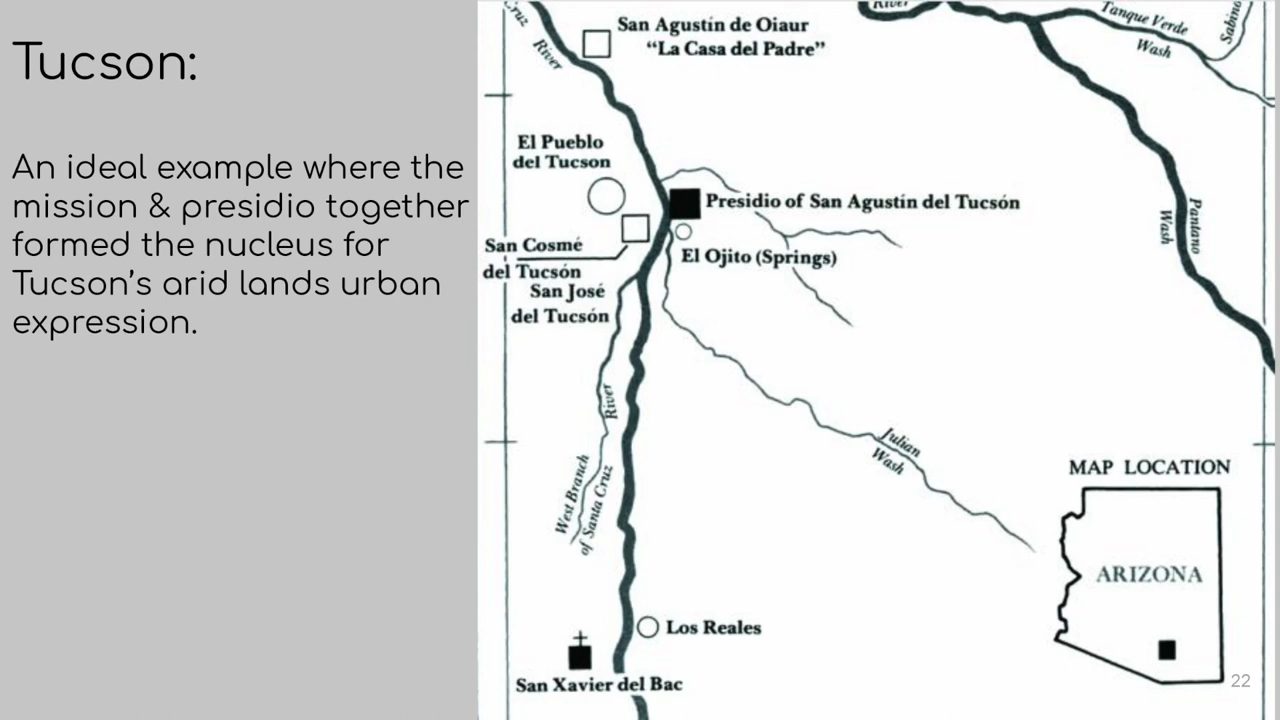 Tucson:
An ideal example where the
mission & presidio together
formed the nucleus for
Tucson's arid lands urban
expression.
Cruz
River
San Agustín de Oiaur
"La Casa del Padre"
River
Tanque Verde
Wash
Sabino
El Pueblo
del Tucson
Presidio of San Agustín del Tucsón
Pantano
Wash
San Cosmé
del Tucsón
El Ojito (Springs)
San José
del Tucsón
River
West Branch
of Santa Cruz
Julian
Wash
MAP LOCATION
ARIZONA
Los Reales
San Xavier del Bac
22